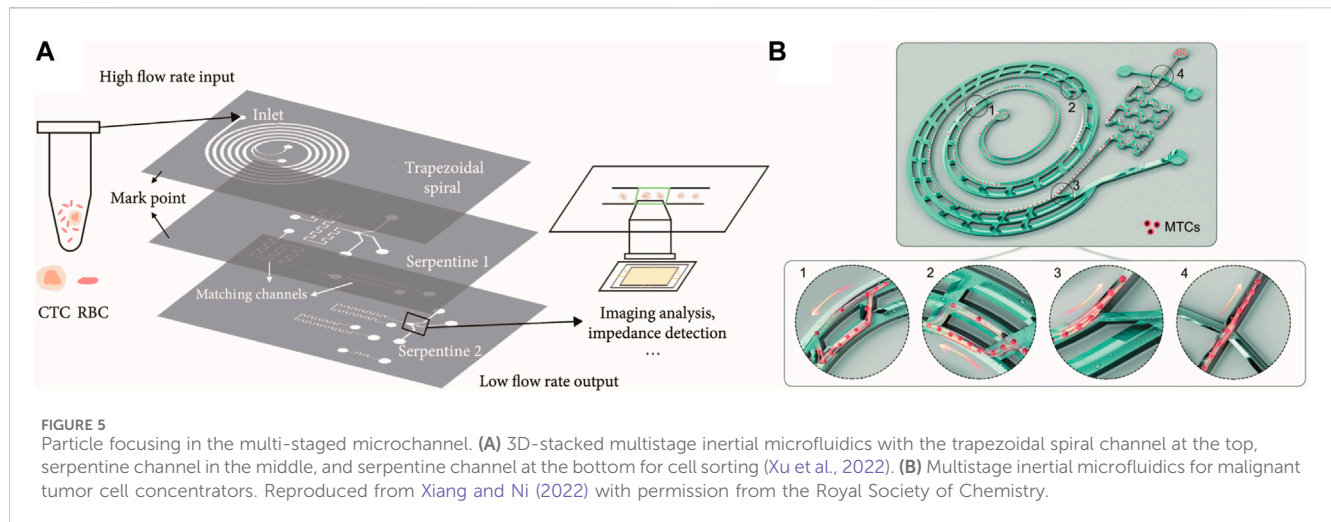 A
High flow rate input
Inlet
Trapezoidal
spiral
Mark point
Serpentine 1
CTC RBC
Matching channels
Serpentine 2
Imaging analysis,
impedance detection
...
Low flow rate output
B
1
2
3
4
MTCs
1
2
3
4
FIGURE 5
Particle focusing in the multi-staged microchannel. (A) 3D-stacked multistage inertial microfluidics with the trapezoidal spiral channel at the top,
serpentine channel in the middle, and serpentine channel at the bottom for cell sorting (Xu et al., 2022). (B) Multistage inertial microfluidics for malignant
tumor cell concentrators. Reproduced from Xiang and Ni (2022) with permission from the Royal Society of Chemistry.